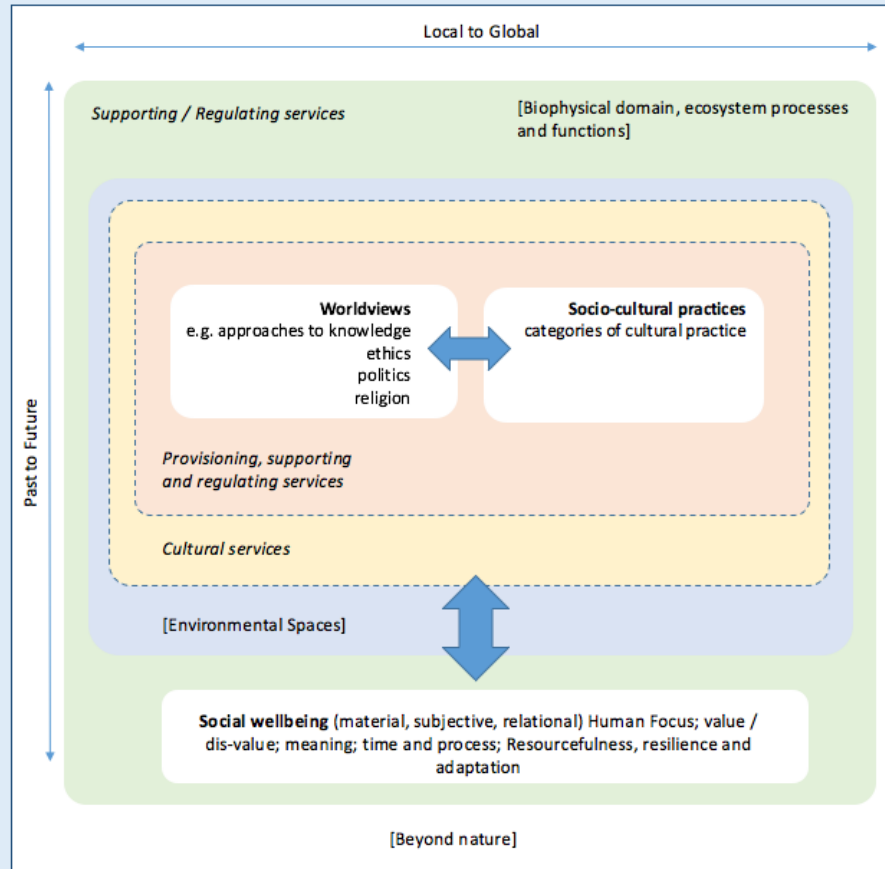 Local to Global
Supporting / Regulating services
[Biophysical domain, ecosystem processes
and functions]
Past to Future
Worldviews
e.g. approaches to knowledge
ethics
politics
religion
Socio-cultural practices
categories of cultural practice
Provisioning, supporting
and regulating services
Cultural services
[Environmental Spaces]
Social wellbeing (material, subjective, relational) Human Focus; value /
dis-value; meaning; time and process; Resourcefulness, resilience and
adaptation
[Beyond nature]